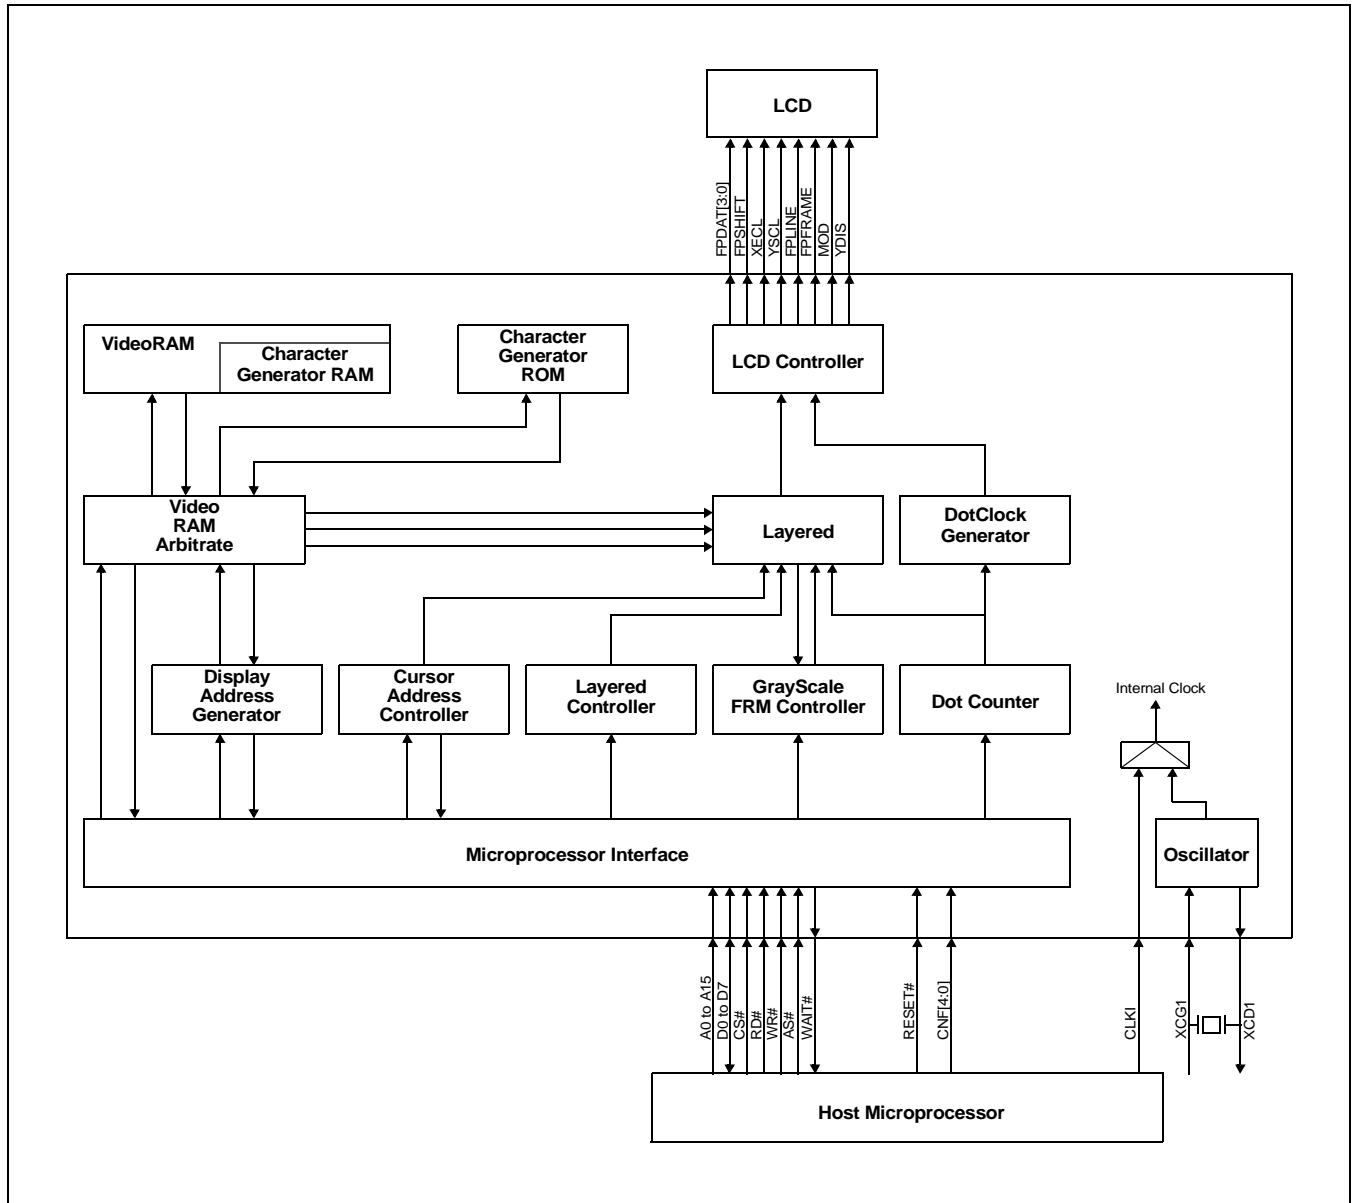 LCD
FPDAT[3:0]
FPSHIFT
XECL
YSCL
FPLINE
FPFRAME
MOD
YDIS
VideoRAM
Character
Generator RAM
Character
Generator
ROM
LCD Controller
Video
RAM
Arbitrate
Layered
DotClock
Generator
Display
Address
Generator
Cursor
Address
Controller
Layered
Controller
GrayScale
FRM Controller
Dot Counter
Internal Clock
Microprocessor Interface
Oscillator
A0 to A15
D0 to D7
CS#
RD#
WR#
AS#
WAIT#
RESET#
CNF[4:0]
CLKI
XCG1
XCD1
Host Microprocessor